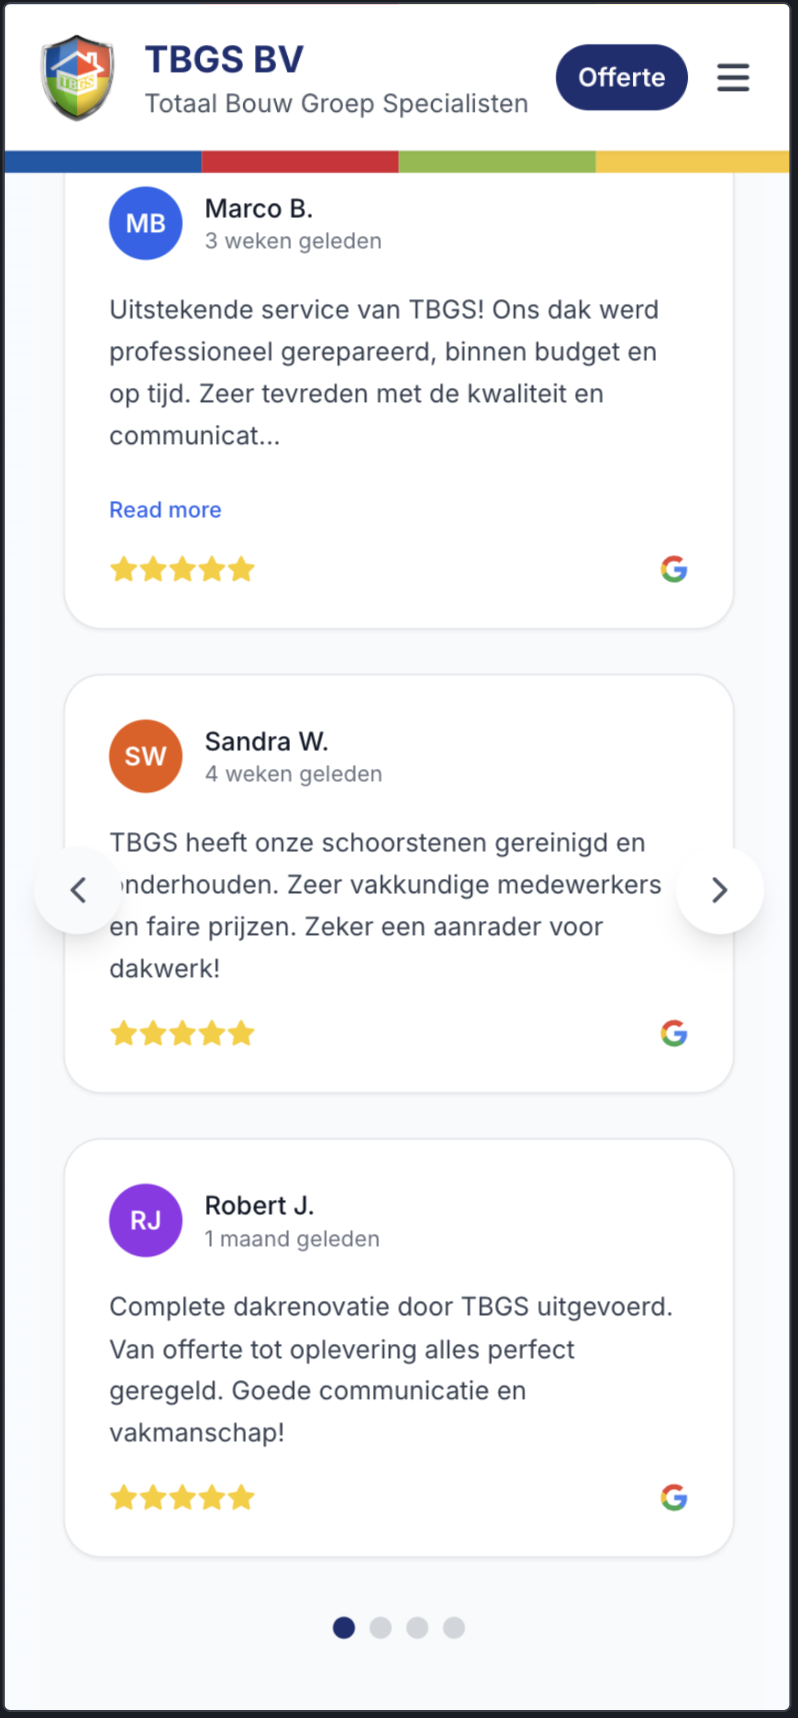 TBGS
TBGS BV
Totaal Bouw Groep Specialisten
Offerte
MB
Marco B.
3 weken geleden
Uitstekende service van TBGS! Ons dak werd
professioneel gerepareerd, binnen budget en
op tijd. Zeer tevreden met de kwaliteit en
communicat...
Read more
SW
Sandra W.
4 weken geleden
TBGS heeft onze schoorstenen gereinigd en
onderhouden. Zeer vakkundige medewerkers
en faire prijzen. Zeker een aanrader voor
dakwerk!
RJ
Robert J.
1 maand geleden
Complete dakrenovatie door TBGS uitgevoerd.
Van offerte tot oplevering alles perfect
geregeld. Goede communicatie en
vakmanschap!